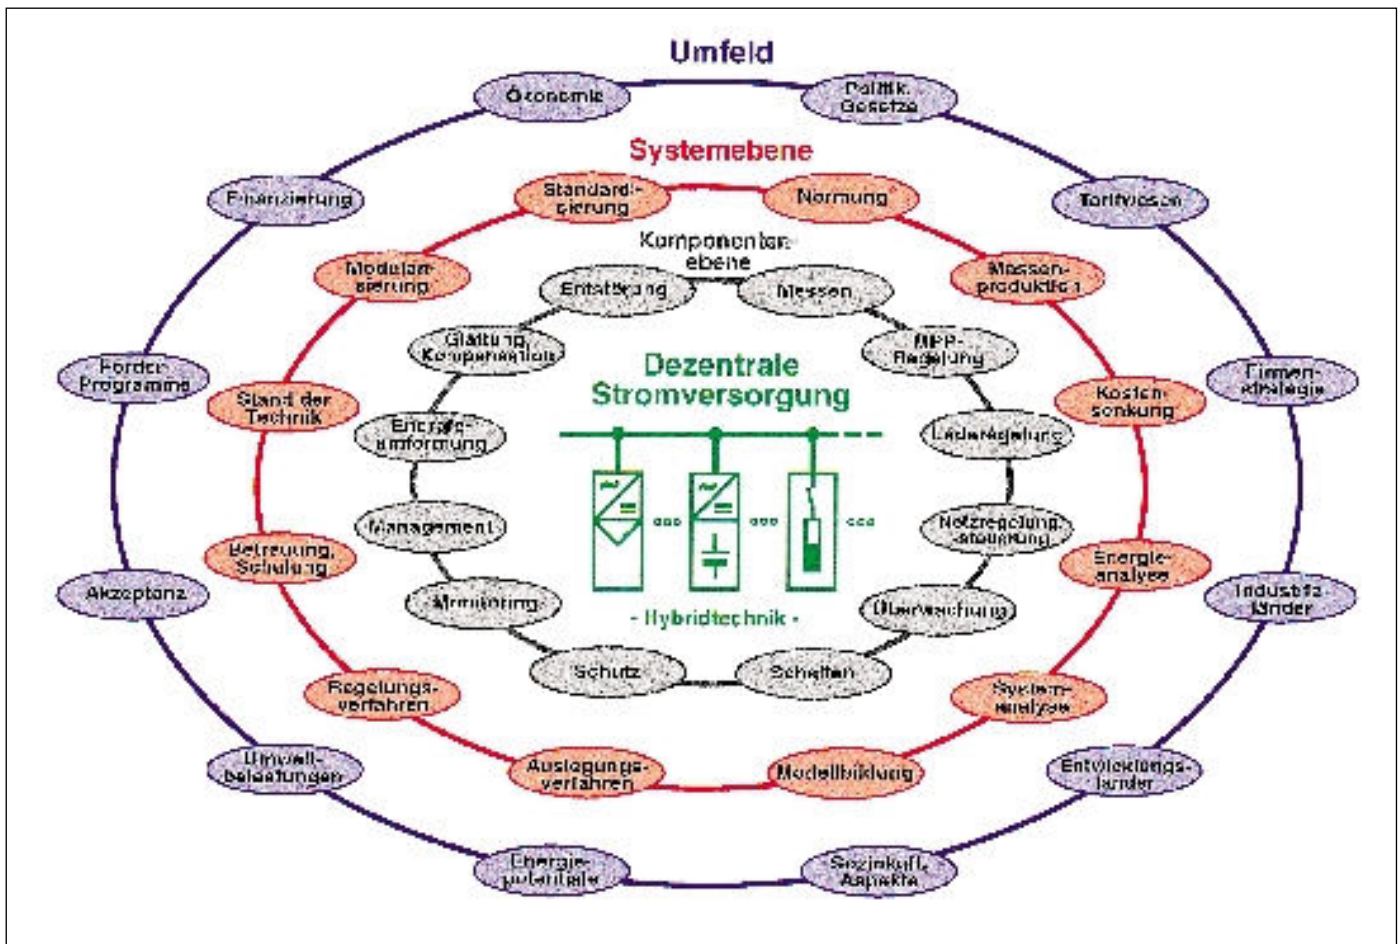 Umfeld
Ökonomie
Politik,
Gesetze
Systemebene
Standardi-
sierung
Normung
Finanzierung
Tarifwesen
Komponenten-
ebene
Modulari-
sierung
Massen-
produktion
Entstörung
Messen
Glättung,
Kompensation
MPP-
Regelung
Förder-
Programme
Dezentrale
Stromversorgung
Firmen-
strategie
Stand der
Technik
Kosten-
senkung
Energie-
umformung
Laderegelung
Management
Netzregelung,
-steuerung
Betreuung,
Schulung
Energie-
analyse
Akzeptanz
Monitoring
Überwachung
Industrie-
länder
- Hybridtechnik -
Schutz
Schalten
Regelungs-
verfahren
System-
analyse
Umwelt-
belastungen
Auslegungs-
verfahren
Modellbildung
Entwicklungs-
länder
Energie-
potentiale
Soziokult.
Aspekte